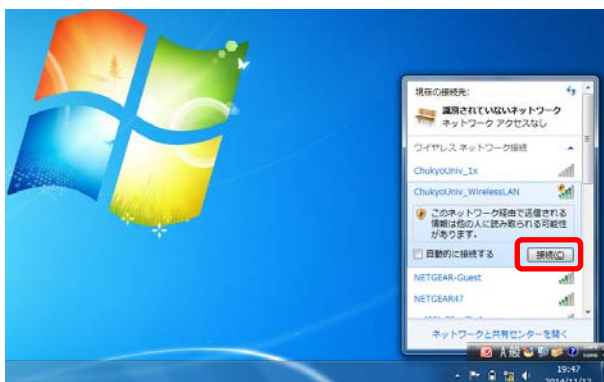 現在の接続先:
識別されていないネットワーク
ネットワーク アクセスなし
ワイヤレス ネットワーク接続
ChukyoUniv_1x
ChukyoUniv_WirelessLAN
このネットワーク経由で送信される
情報は他の人に読み取られる可能性
があります。
自動的に接続する 接続(C)
NETGEAR-Guest
NETGEAR47
ネットワークと共有センターを開く
A 般
19:47